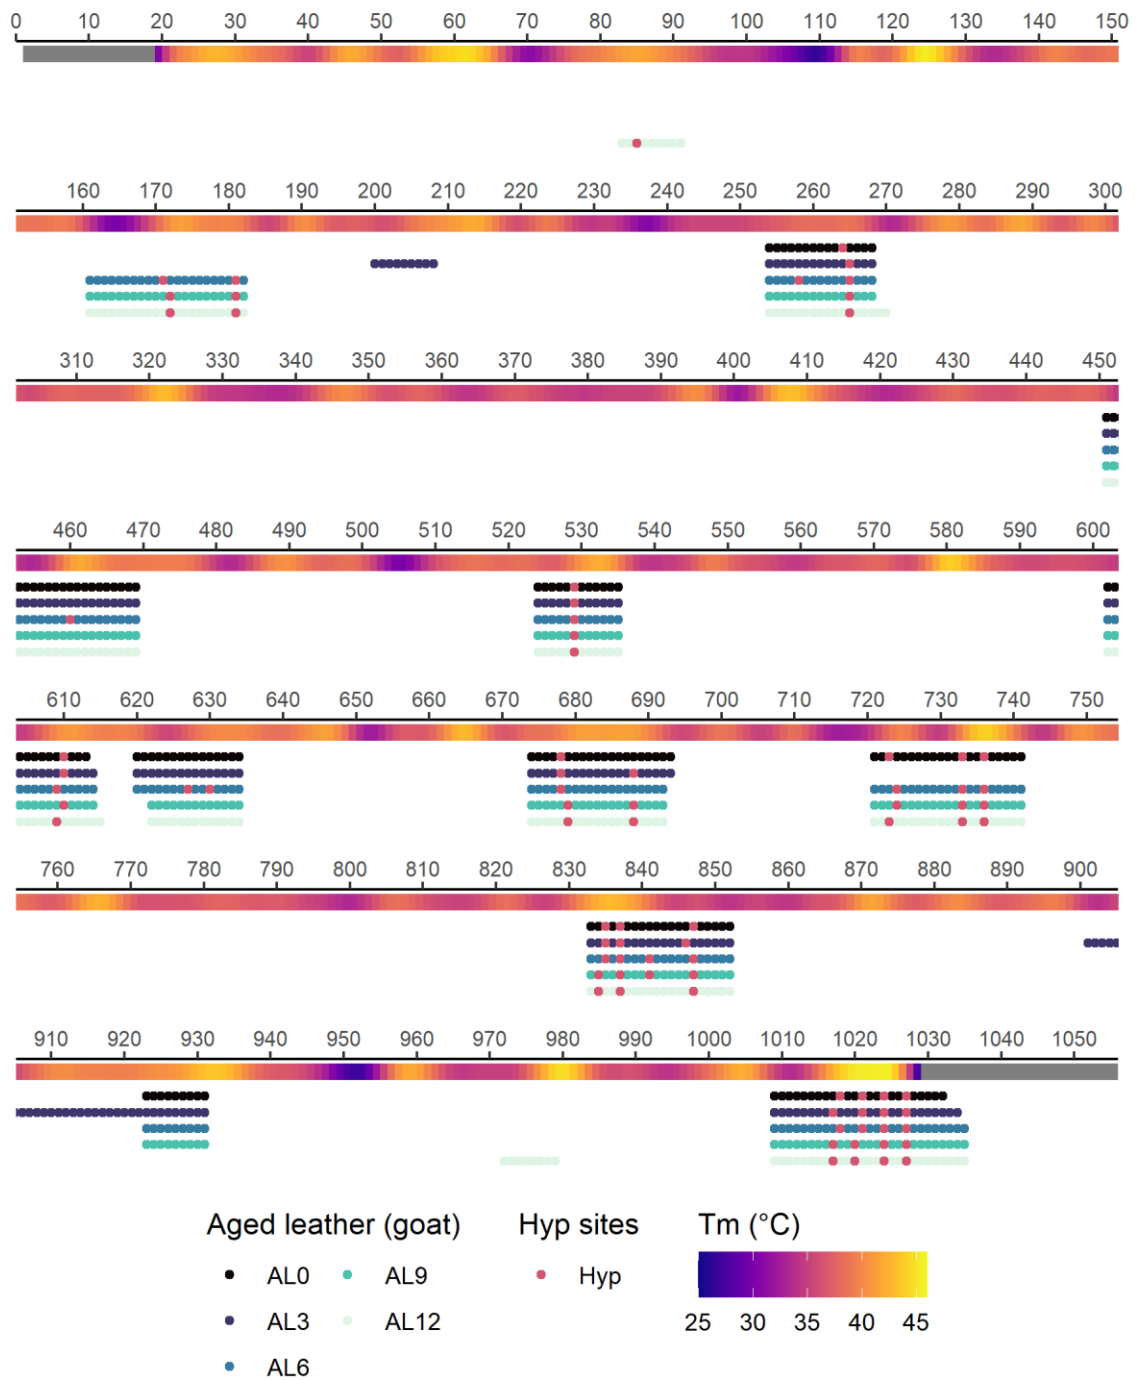 0 10 20 30 40 50 60 70 80 90 100 110 120 130 140 150
160 170 180 190 200 210 220 230 240 250 260 270 280 290 300
310 320 330 340 350 360 370 380 390 400 410 420 430 440 450
460 470 480 490 500 510 520 530 540 550 560 570 580 590 600
610 620 630 640 650 660 670 680 690 700 710 720 730 740 750
760 770 780 790 800 810 820 830 840 850 860 870 880 890 900
910 920 930 940 950 960 970 980 990 1000 1010 1020 1030 1040 1050
Aged leather (goat) Hyp sites Tm (°C)
AL0 AL9 Hyp
AL3 AL12 25 30 35 40 45
AL6